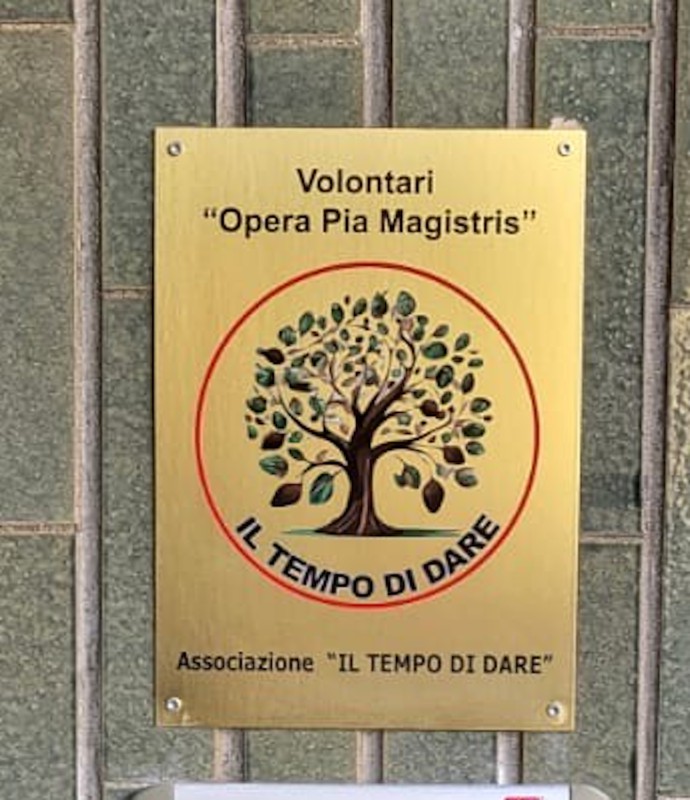 Volontari
“Opera Pia Magistris”
IL TEMPO DI DARE
Associazione “IL TEMPO DI DARE”